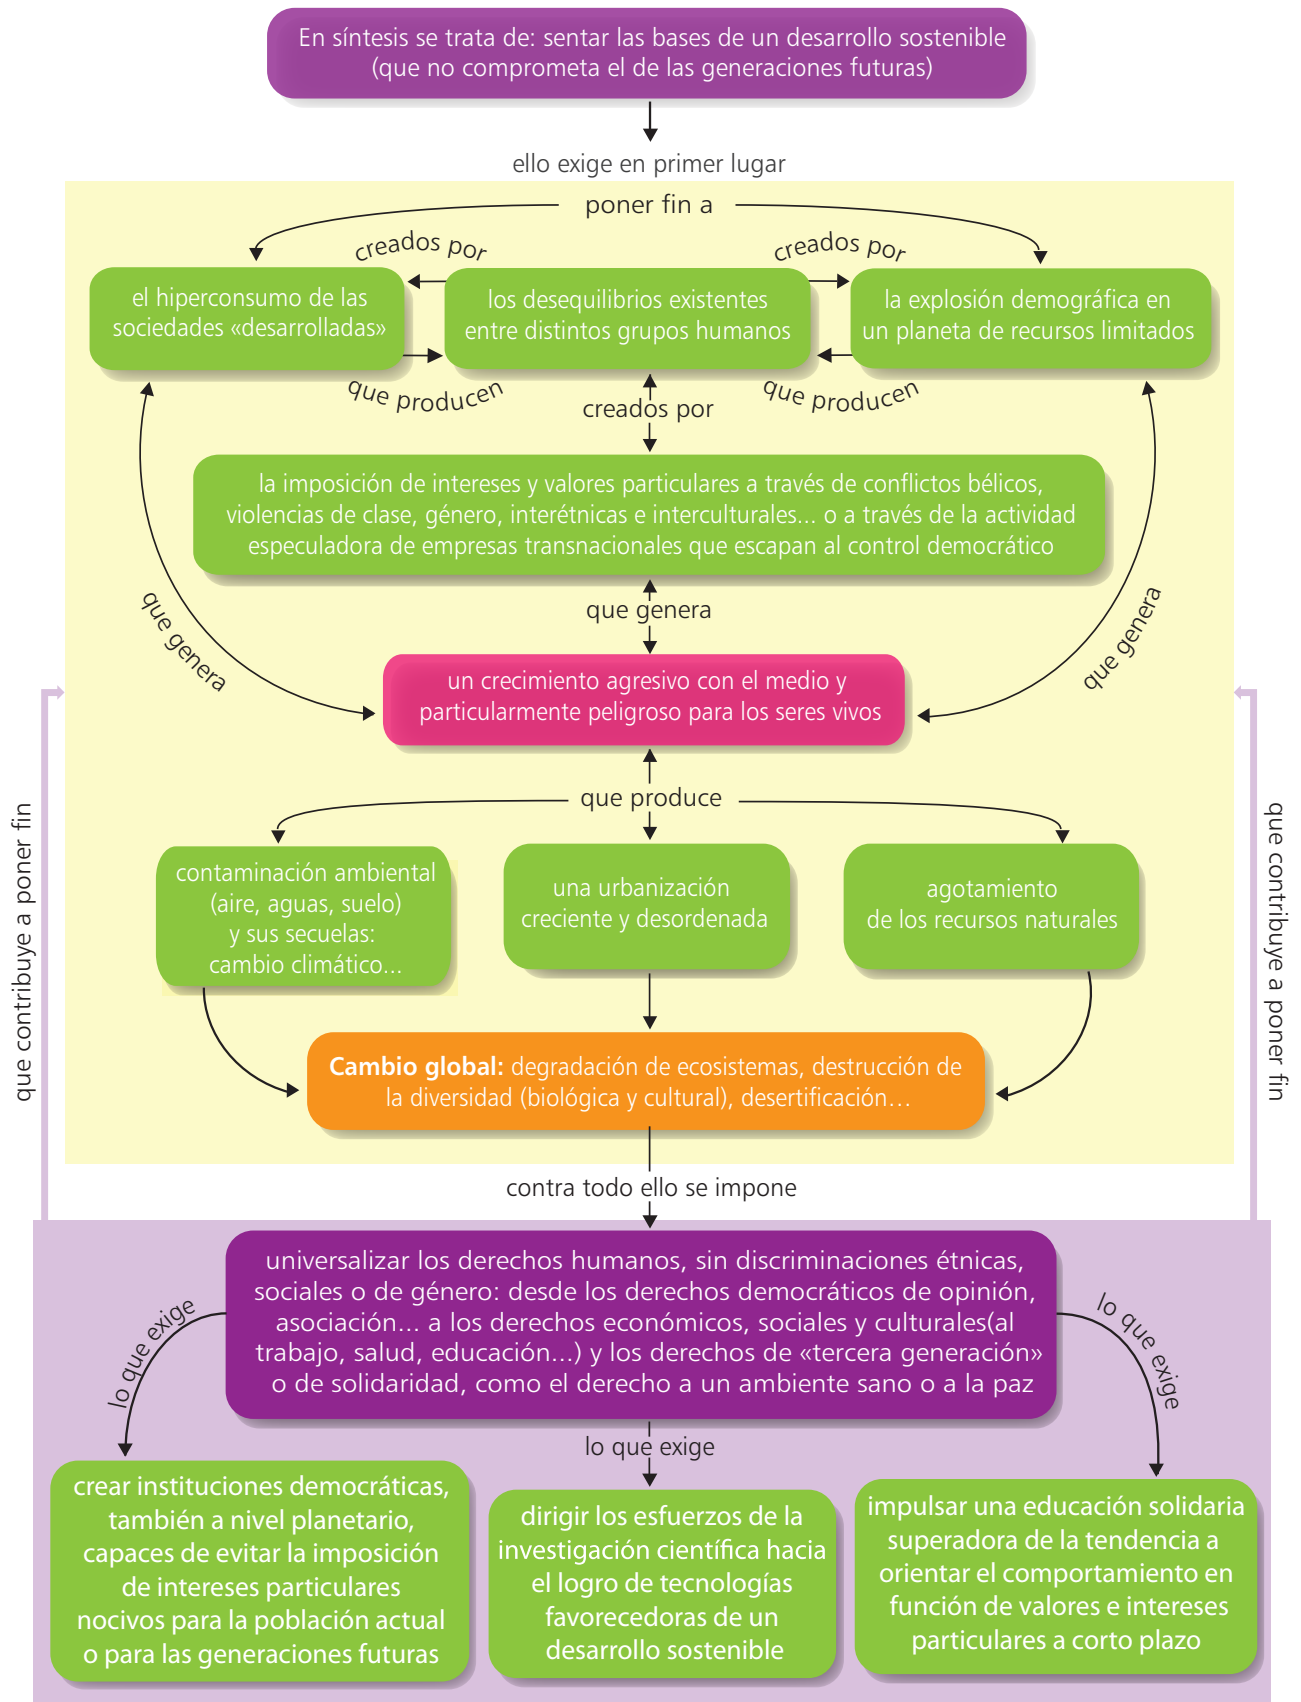 En síntesis se trata de: sentar las bases de un desarrollo sostenible
(que no comprometa el de las generaciones futuras)
ello exige en primer lugar
poner fin a
creados por
creados por
el hiperconsumo de las
sociedades «desarrolladas»
los desequilibrios existentes
entre distintos grupos humanos
la explosión demográfica en
un planeta de recursos limitados
que producen
que producen
creados por
la imposición de intereses y valores particulares a través de conflictos bélicos,
violencias de clase, género, interétnicas e interculturales... o a través de la actividad
especuladora de empresas transnacionales que escapan al control democrático
que genera
que genera
que genera
un crecimiento agresivo con el medio y
particularmente peligroso para los seres vivos
que produce
contaminación ambiental
(aire, aguas, suelo)
y sus secuelas:
cambio climático...
una urbanización
creciente y desordenada
agotamiento
de los recursos naturales
que contribuye a poner fin
que contribuye a poner fin
Cambio global: degradación de ecosistemas, destrucción de
la diversidad (biológica y cultural), desertificación...
contra todo ello se impone
universalizar los derechos humanos, sin discriminaciones étnicas,
sociales o de género: desde los derechos democráticos de opinión,
asociación... a los derechos económicos, sociales y culturales(al
trabajo, salud, educación...) y los derechos de «tercera generación»
o de solidaridad, como el derecho a un ambiente sano o a la paz
lo que exige
lo que exige
lo que exige
crear instituciones democráticas,
también a nivel planetario,
capaces de evitar la imposición
de intereses particulares
nocivos para la población actual
o para las generaciones futuras
dirigir los esfuerzos de la
investigación científica hacia
el logro de tecnologías
favorecedoras de un
desarrollo sostenible
impulsar una educación solidaria
superadora de la tendencia a
orientar el comportamiento en
función de valores e intereses
particulares a corto plazo